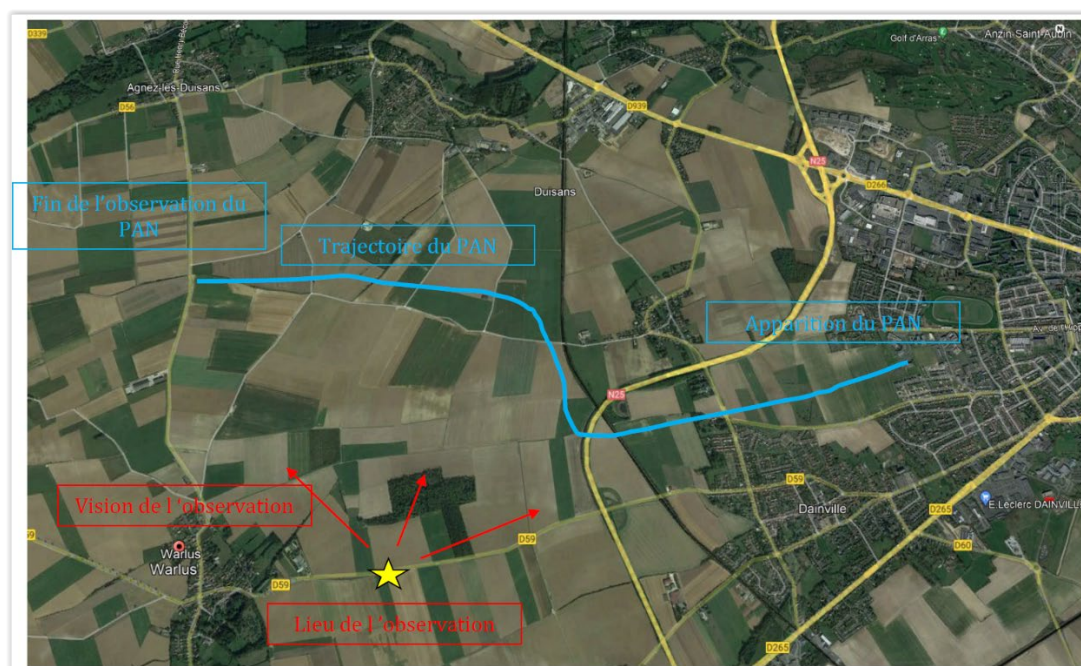 D339
Golf d'Arras
Anzin-Saint-Aubin
N
Agnez-lès-Duisans
D56
D939
N25
D266
Duisans
Fin de l'observation du
PAN
Trajectoire du PAN
Apparition du PAN
N25
D59
Vision de l 'observation
Dainville
E.Leclerc DAINVILLE
D265
D59
D60
Warlus
Warlus
D59
Lieu de l 'observation
D265